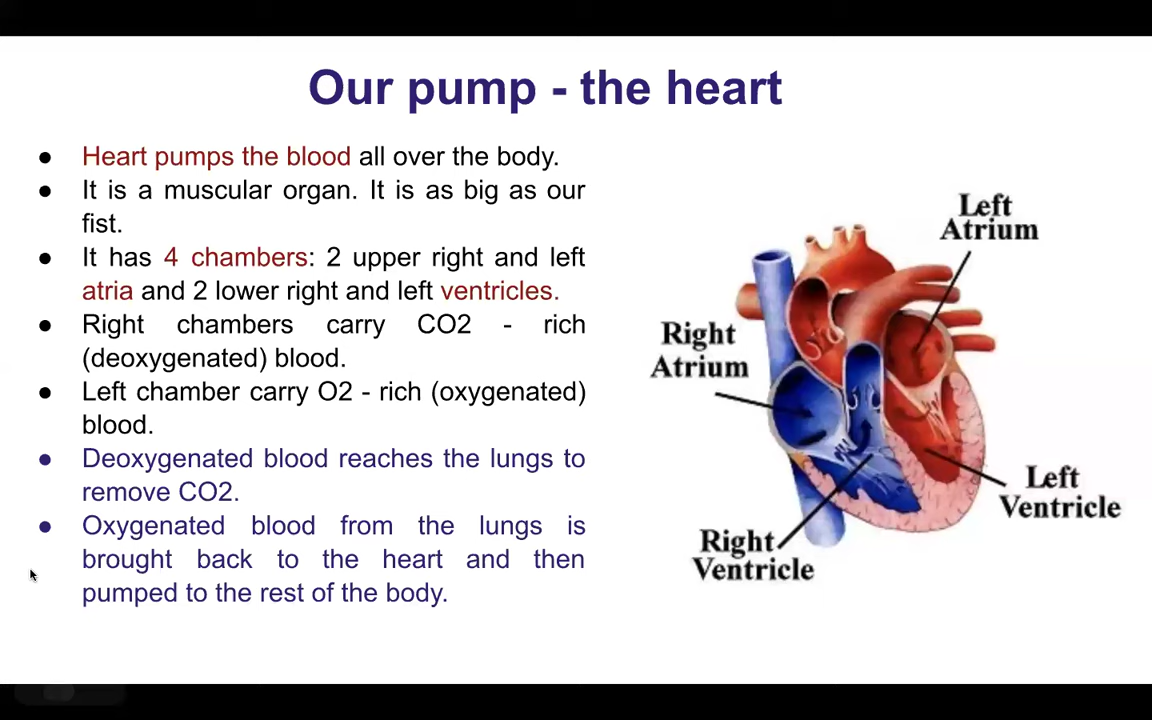 Our pump - the heart
● Heart pumps the blood all over the body.
● It is a muscular organ. It is as big as our
fist.
● It has 4 chambers: 2 upper right and left
atria and 2 lower right and left ventricles.
● Right chambers carry CO2 - rich
(deoxygenated) blood.
● Left chamber carry O2 - rich (oxygenated)
blood.
● Deoxygenated blood reaches the lungs to
remove CO2.
● Oxygenated blood from the lungs is
brought back to the heart and then
pumped to the rest of the body.
Left
Atrium
Right
Atrium
Left
Ventricle
Right
Ventricle